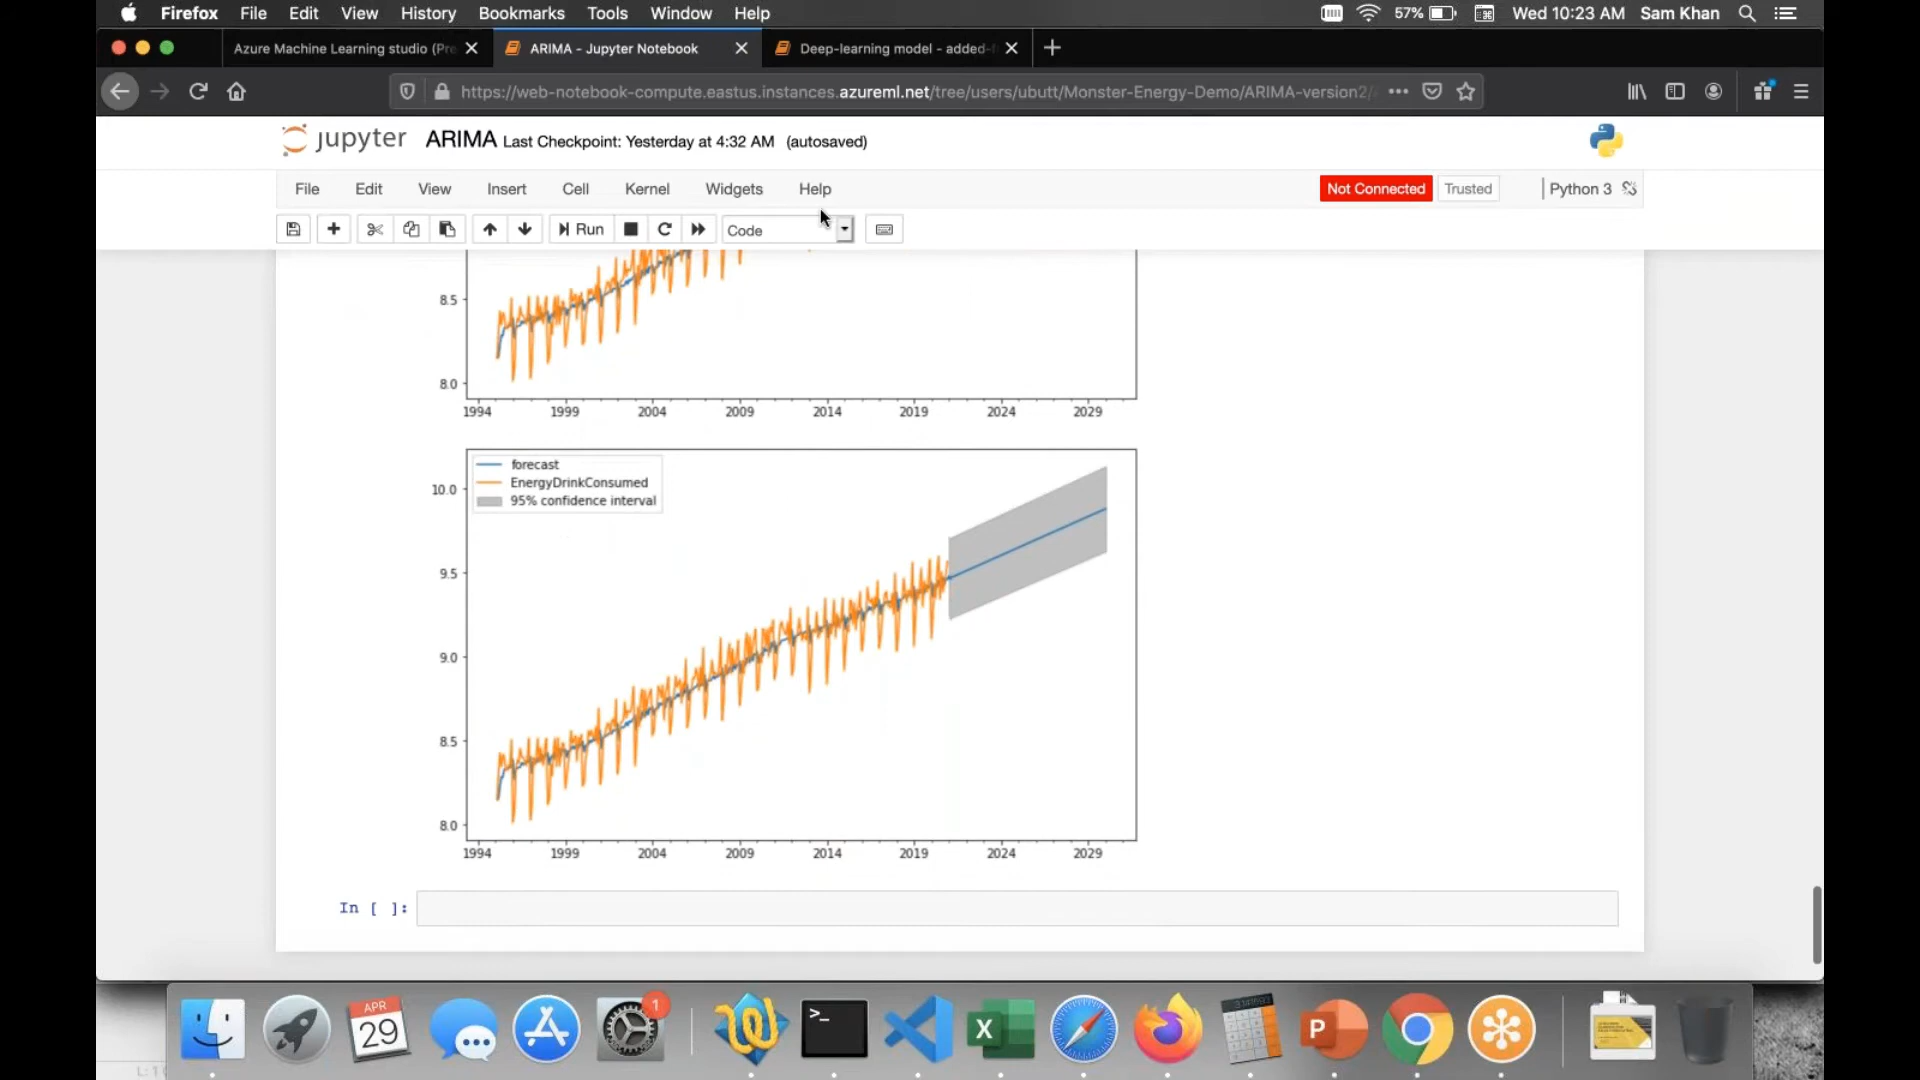 Firefox File Edit View History Bookmarks Tools Window Help 57% Wed 10:23 AM Sam Khan
Azure Machine Learning studio (Pre ARIMA - Jupyter Notebook Deep-learning model - added-
https://web-notebook-compute.eastus.instances.azureml.net/tree/users/ubutt/Monster-Energy-Demo/ARIMA-version2/
jupyter ARIMA Last Checkpoint: Yesterday at 4:32 AM (autosaved)
File Edit View Insert Cell Kernel Widgets Help Not Connected Trusted Python 3
Run Code
8.5
8.0
1994 1999 2004 2009 2014 2019 2024 2029
forecast
EnergyDrinkConsumed
95% confidence interval
10.0
9.5
9.0
8.5
8.0
1994 1999 2004 2009 2014 2019 2024 2029
In [ ]:
1
APR
29
>_
X
P